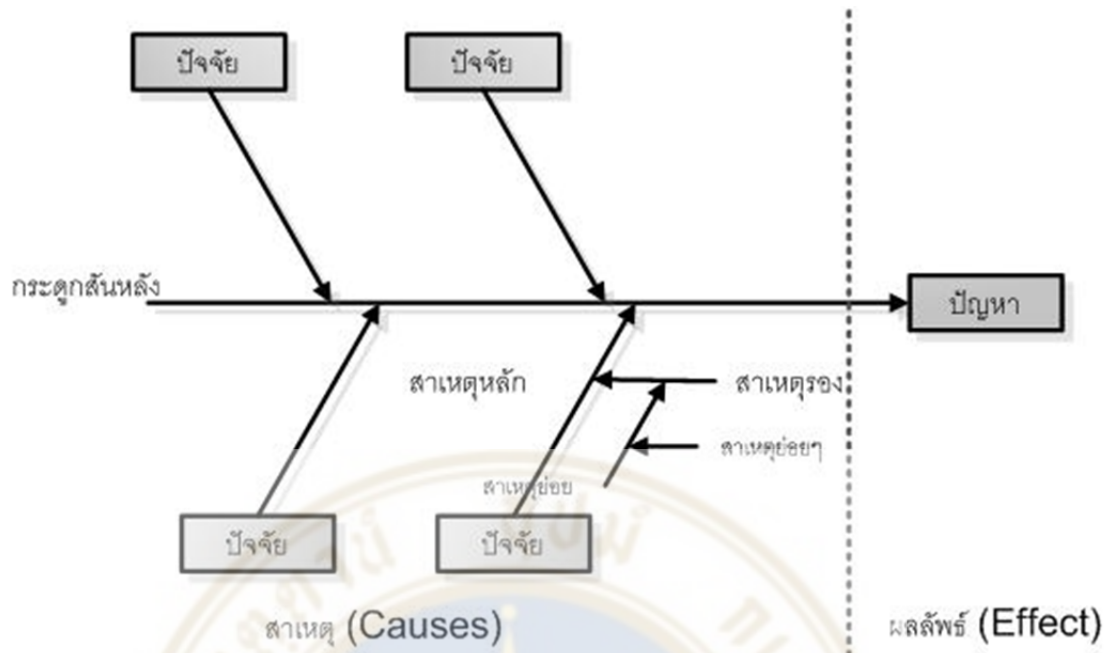 ปัจจัย
ปัจจัย
กระดูกสันหลัง
ปัญหา
สาเหตุหลัก
สาเหตุรอง
สาเหตุย่อยๆ
สาเหตุย่อย
ปัจจัย
ปัจจัย
สาเหตุ (Causes)
ผลลัพธ์ (Effect)